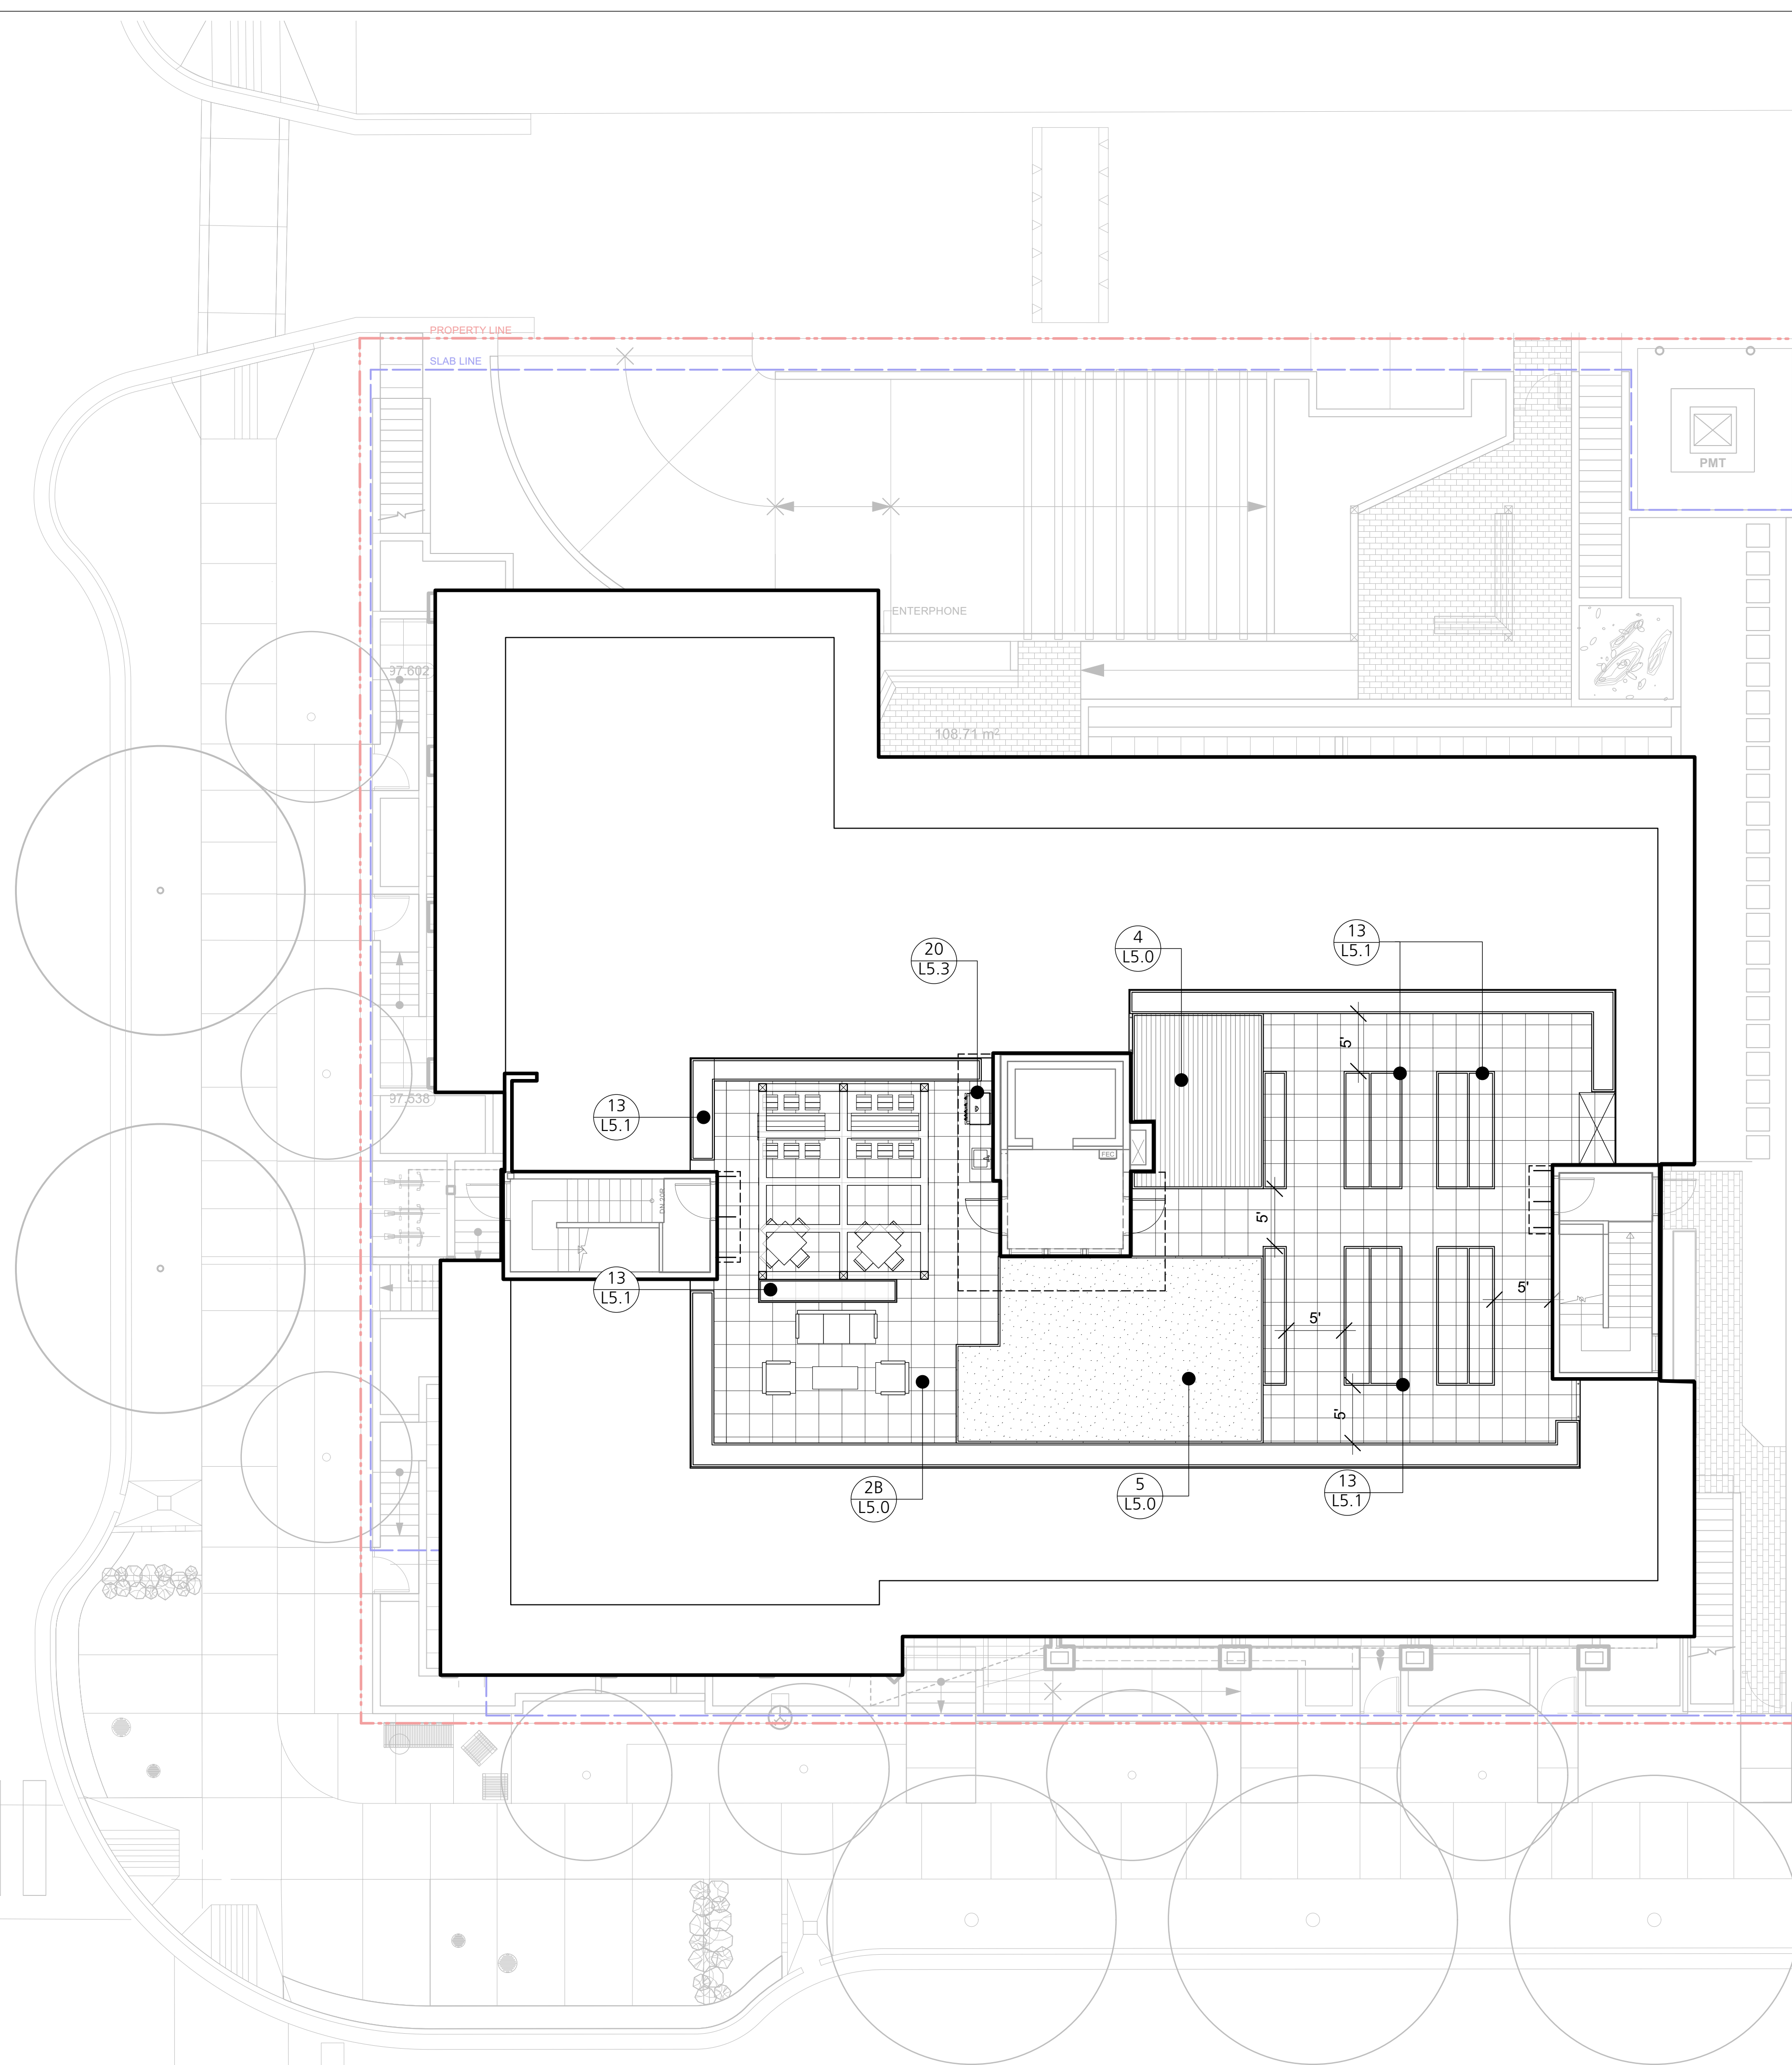 PROPERTY LINE
SLAB LINE
PMT
ENTERPHONE
97.602
108.71 m²
20
L5.3
4
L5.0
13
L5.1
5'
97.538
13
L5.1
FEC
DN 20R
5'
13
L5.1
5'
5'
5'
2B
L5.0
5
L5.0
13
L5.1